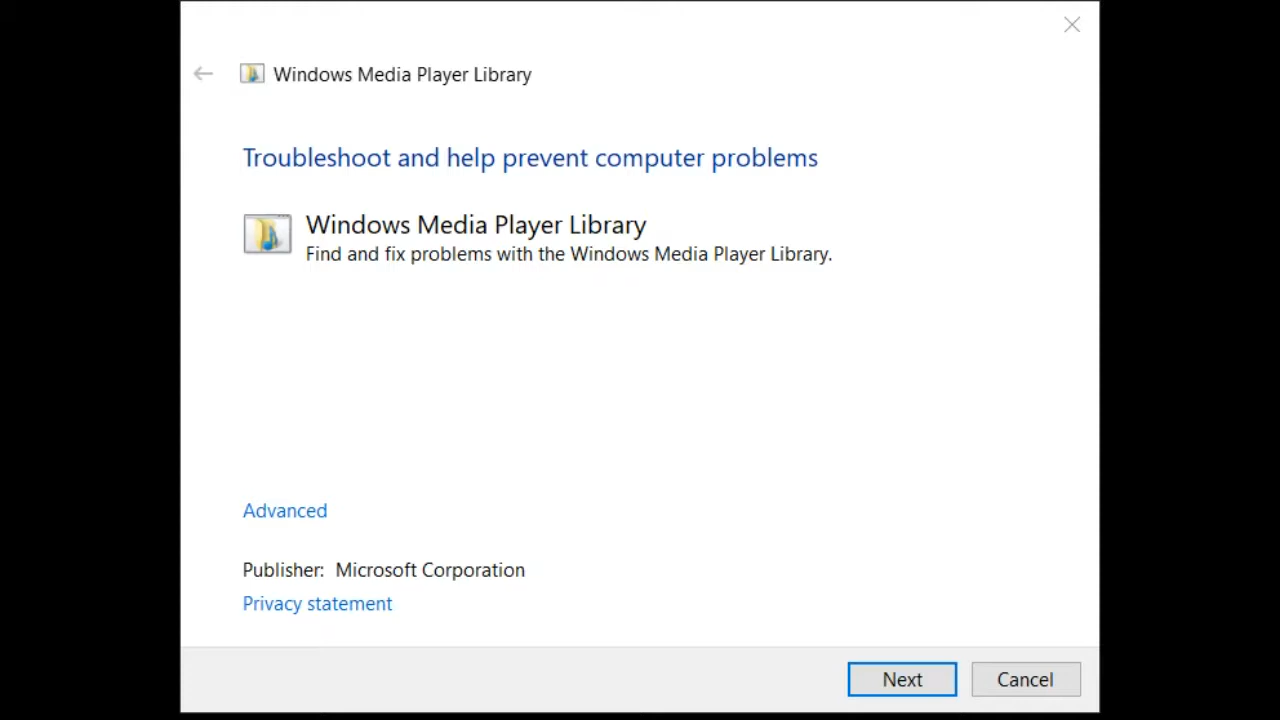 Windows Media Player Library
Troubleshoot and help prevent computer problems
Windows Media Player Library
Find and fix problems with the Windows Media Player Library.
Advanced
Publisher: Microsoft Corporation
Privacy statement
Next Cancel